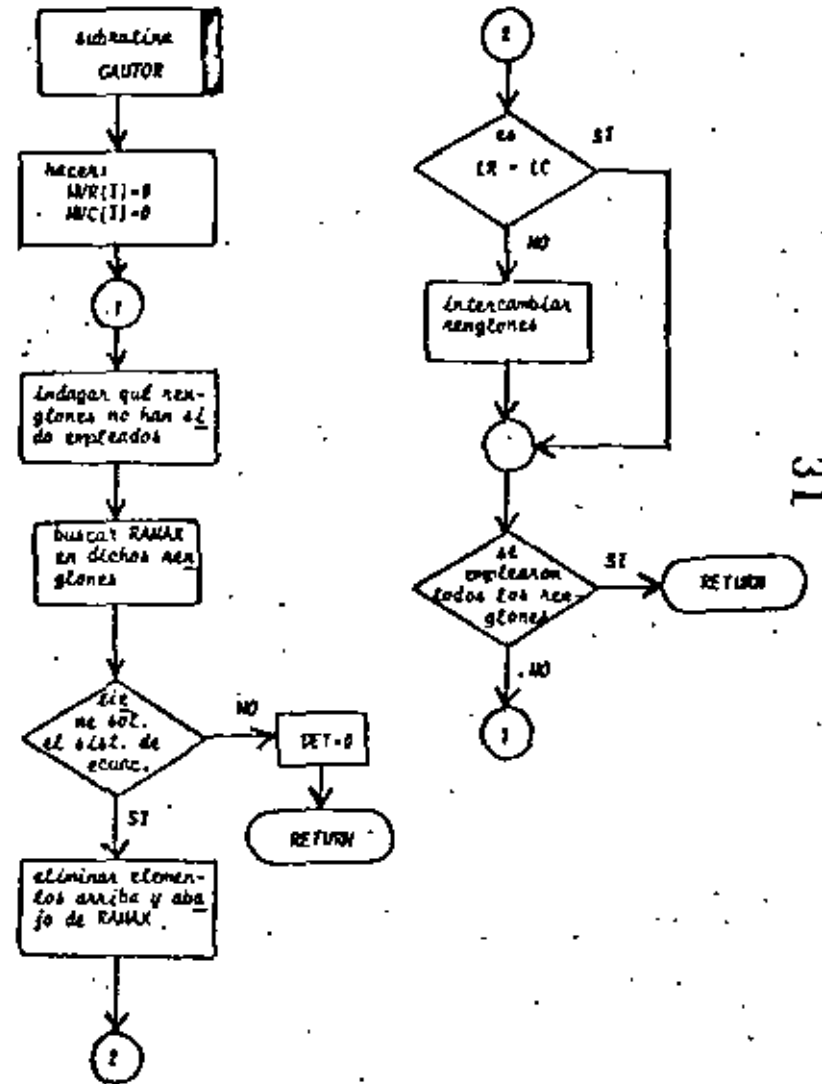 subrutina
GAUTOR
hacer:
NVR(I)=0
NVC(I)=0
1
indagar qué ren-
glones no han si
do empleados
buscar RAMAX
en dichos ren
glones
tie
ne sol.
el sist. de
ecuac.
NO
DET=0
RETURN
SI
eliminar elemen-
tos arriba y aba
jo de RAMAX.
2
2
es
LR = LC
SI
NO
intercambiar
renglones
se
emplearon
todos los ren-
glones
SI
RETURN
NO
1
31